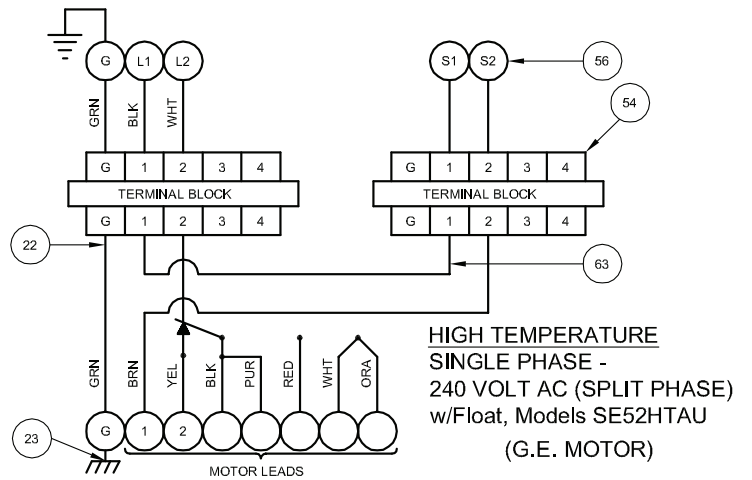 G L1 L2 S1 S2 56
54
GRN BLK WHT
G 1 2 3 4 G 1 2 3 4
TERMINAL BLOCK TERMINAL BLOCK
G 1 2 3 4 G 1 2 3 4
22
63
GRN BRN YEL BLK PUR RED WHT ORA
HIGH TEMPERATURE
SINGLE PHASE -
240 VOLT AC (SPLIT PHASE)
w/Float, Models SE52HTAU
(G.E. MOTOR)
23 G 1 2
MOTOR LEADS